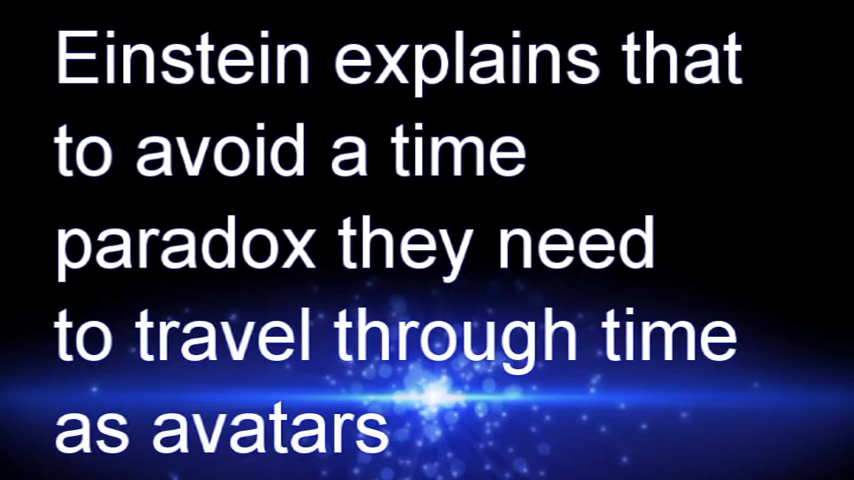 Einstein explains that
to avoid a time
paradox they need
to travel through time
as avatars